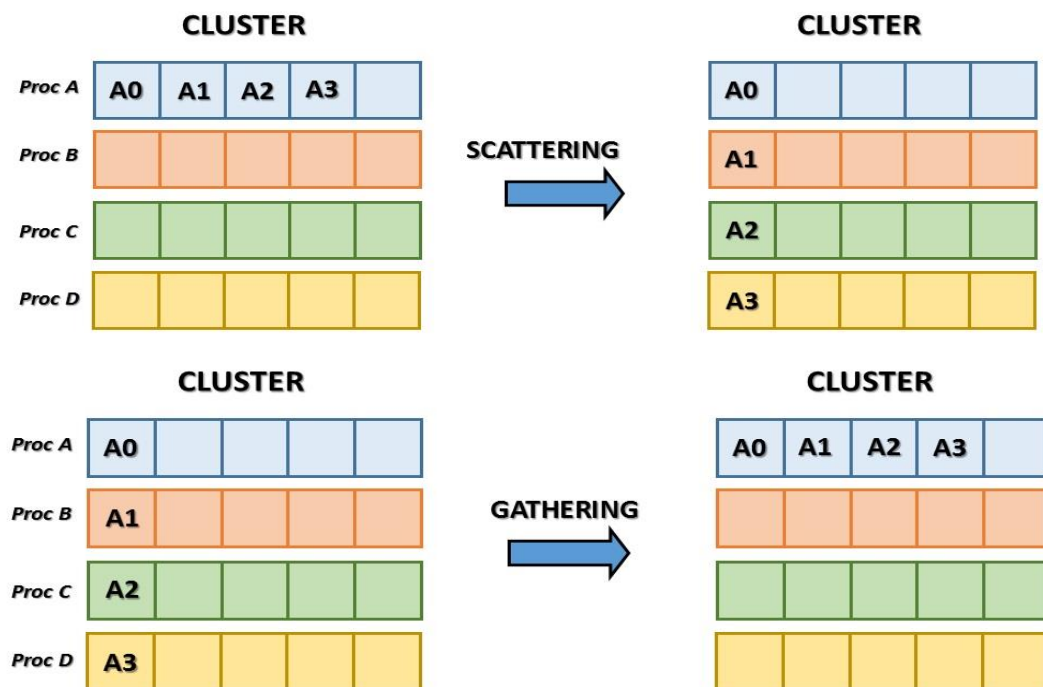 CLUSTER CLUSTER
Proc A A0 A1 A2 A3 A0
Proc B A1
SCATTERING
Proc C A2
Proc D A3
CLUSTER CLUSTER
Proc A A0 A0 A1 A2 A3
Proc B A1
GATHERING
Proc C A2
Proc D A3